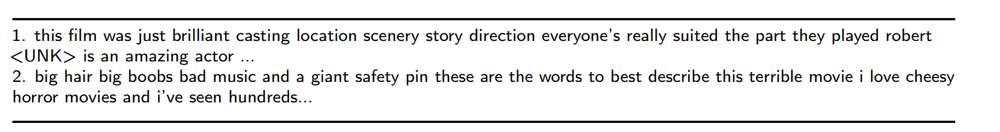 1. this film was just brilliant casting location scenery story direction everyone's really suited the part they played robert
<UNK> is an amazing actor ...
2. big hair big boobs bad music and a giant safety pin these are the words to best describe this terrible movie i love cheesy
horror movies and i've seen hundreds...